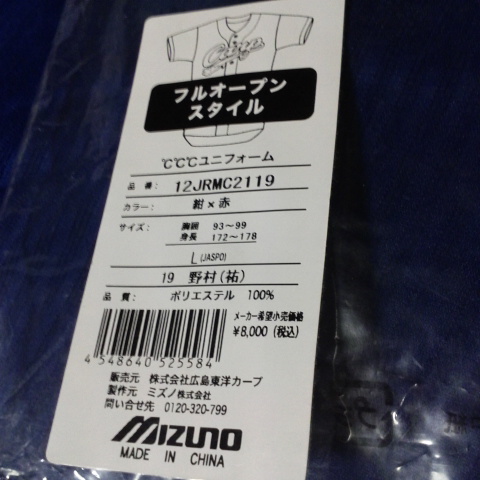 Carp
フルオープン
スタイル
℃℃℃ユニフォーム
品 番: 12JRMC2119
カラー: 紺×赤
サイズ: 胸囲 93〜99
身長 172〜178
L(JASPO)
19 野村(祐)
品 質: ポリエステル 100%
メーカー希望小売価格
¥8,000(税込)
4 548640 525584
販売元 株式会社広島東洋カープ
製作元 ミズノ株式会社
問い合せ先 0120-320-799
MIZUNO
MADE IN CHINA